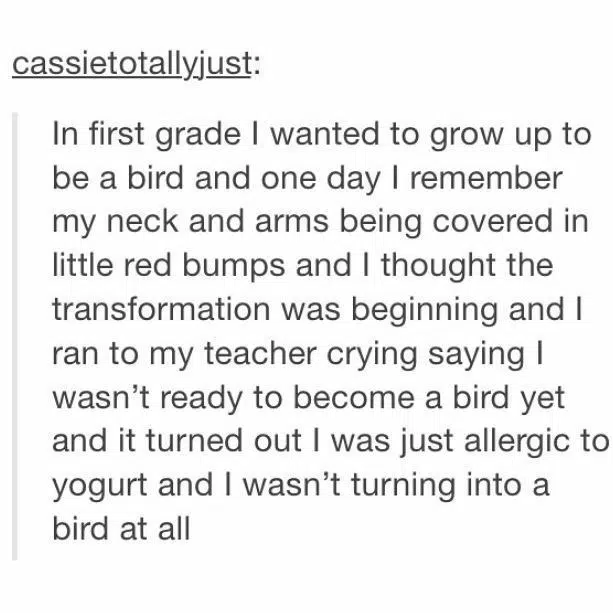 cassietotallyjust:
In first grade I wanted to grow up to
be a bird and one day I remember
my neck and arms being covered in
little red bumps and I thought the
transformation was beginning and I
ran to my teacher crying saying I
wasn’t ready to become a bird yet
and it turned out I was just allergic to
yogurt and I wasn’t turning into a
bird at all